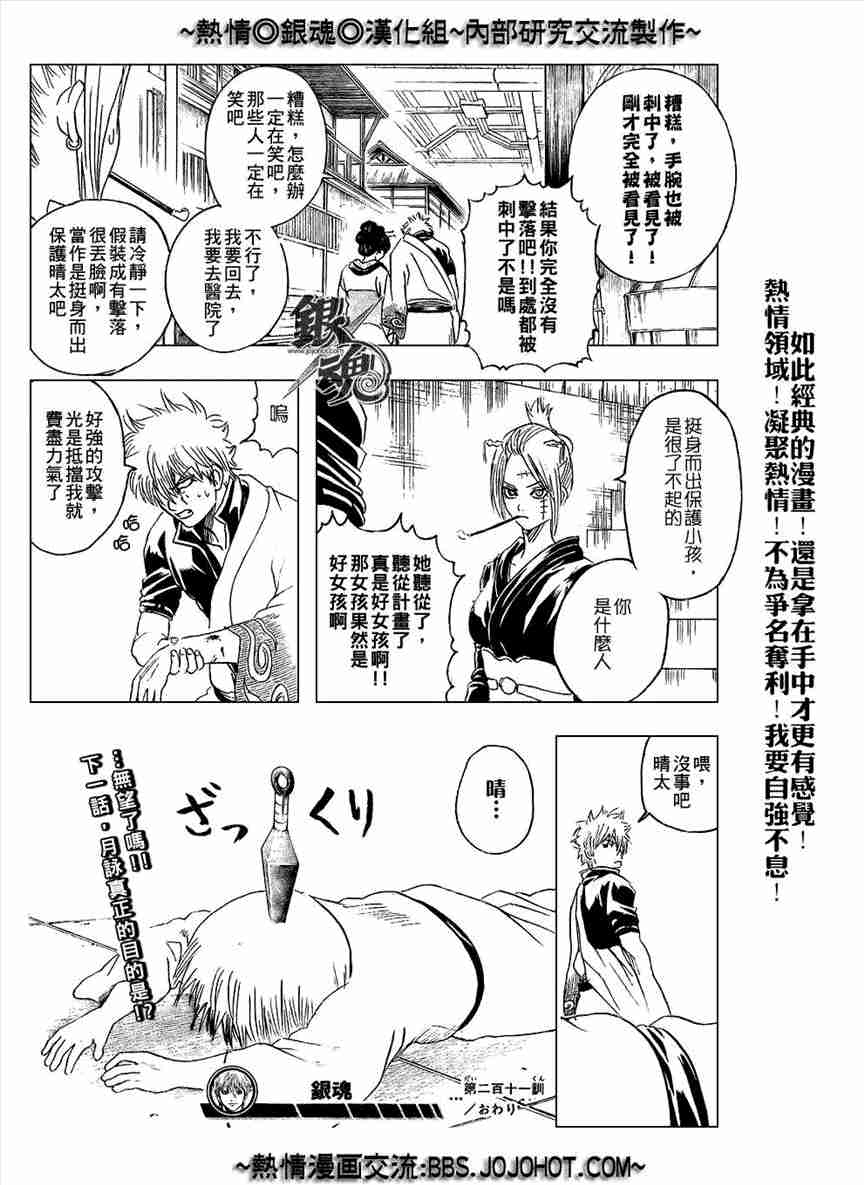 ~熱情◎銀魂◎漢化組~內部研究交流製作~
糟糕，手腕也被
刺中了，被看見了！
剛才完全被看見了！
結果你完全沒有
擊落吧!!到處都被
刺中了不是嗎
糟糕，怎麼辦
一定在笑吧，
那些人一定在
笑吧
不行了，
我要回去，
我要去醫院了
請冷靜一下，
假裝成有擊落
很丟臉啊，
當作是挺身而出
保護晴太吧
銀魂
www.jojohot.com
挺身而出保護小孩，
是很了不起的
你
是什麼人
她聽從了，
聽從計畫了
真是好女孩啊!!
那女孩果然是
好女孩啊
嗚
好強的攻擊，
光是抵擋我就
費盡力氣了
哈
哈
喂，
沒事吧
晴太
晴…
ざっくり
…無望了嗎!!
下一話，月詠真正的目的是!?
銀魂
第二百十一訓
だい
くん
…／おわり
如此經典的漫畫！還是拿在手中才更有感覺！
熱情領域！凝聚熱情！不為爭名奪利！我要自強不息！
~熱情漫画交流:BBS.JOJOHOT.COM~